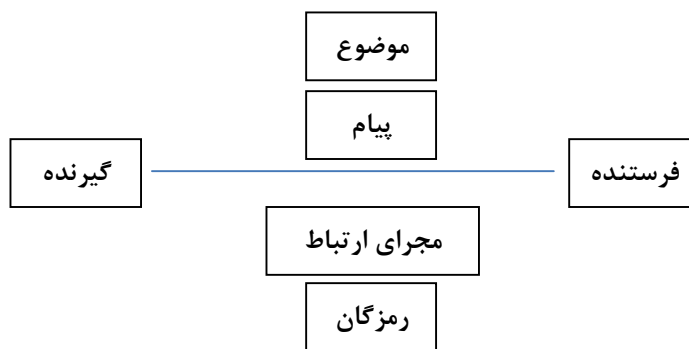 موضوع
پیام
فرستنده
گیرنده
مجرای ارتباط
رمزگان